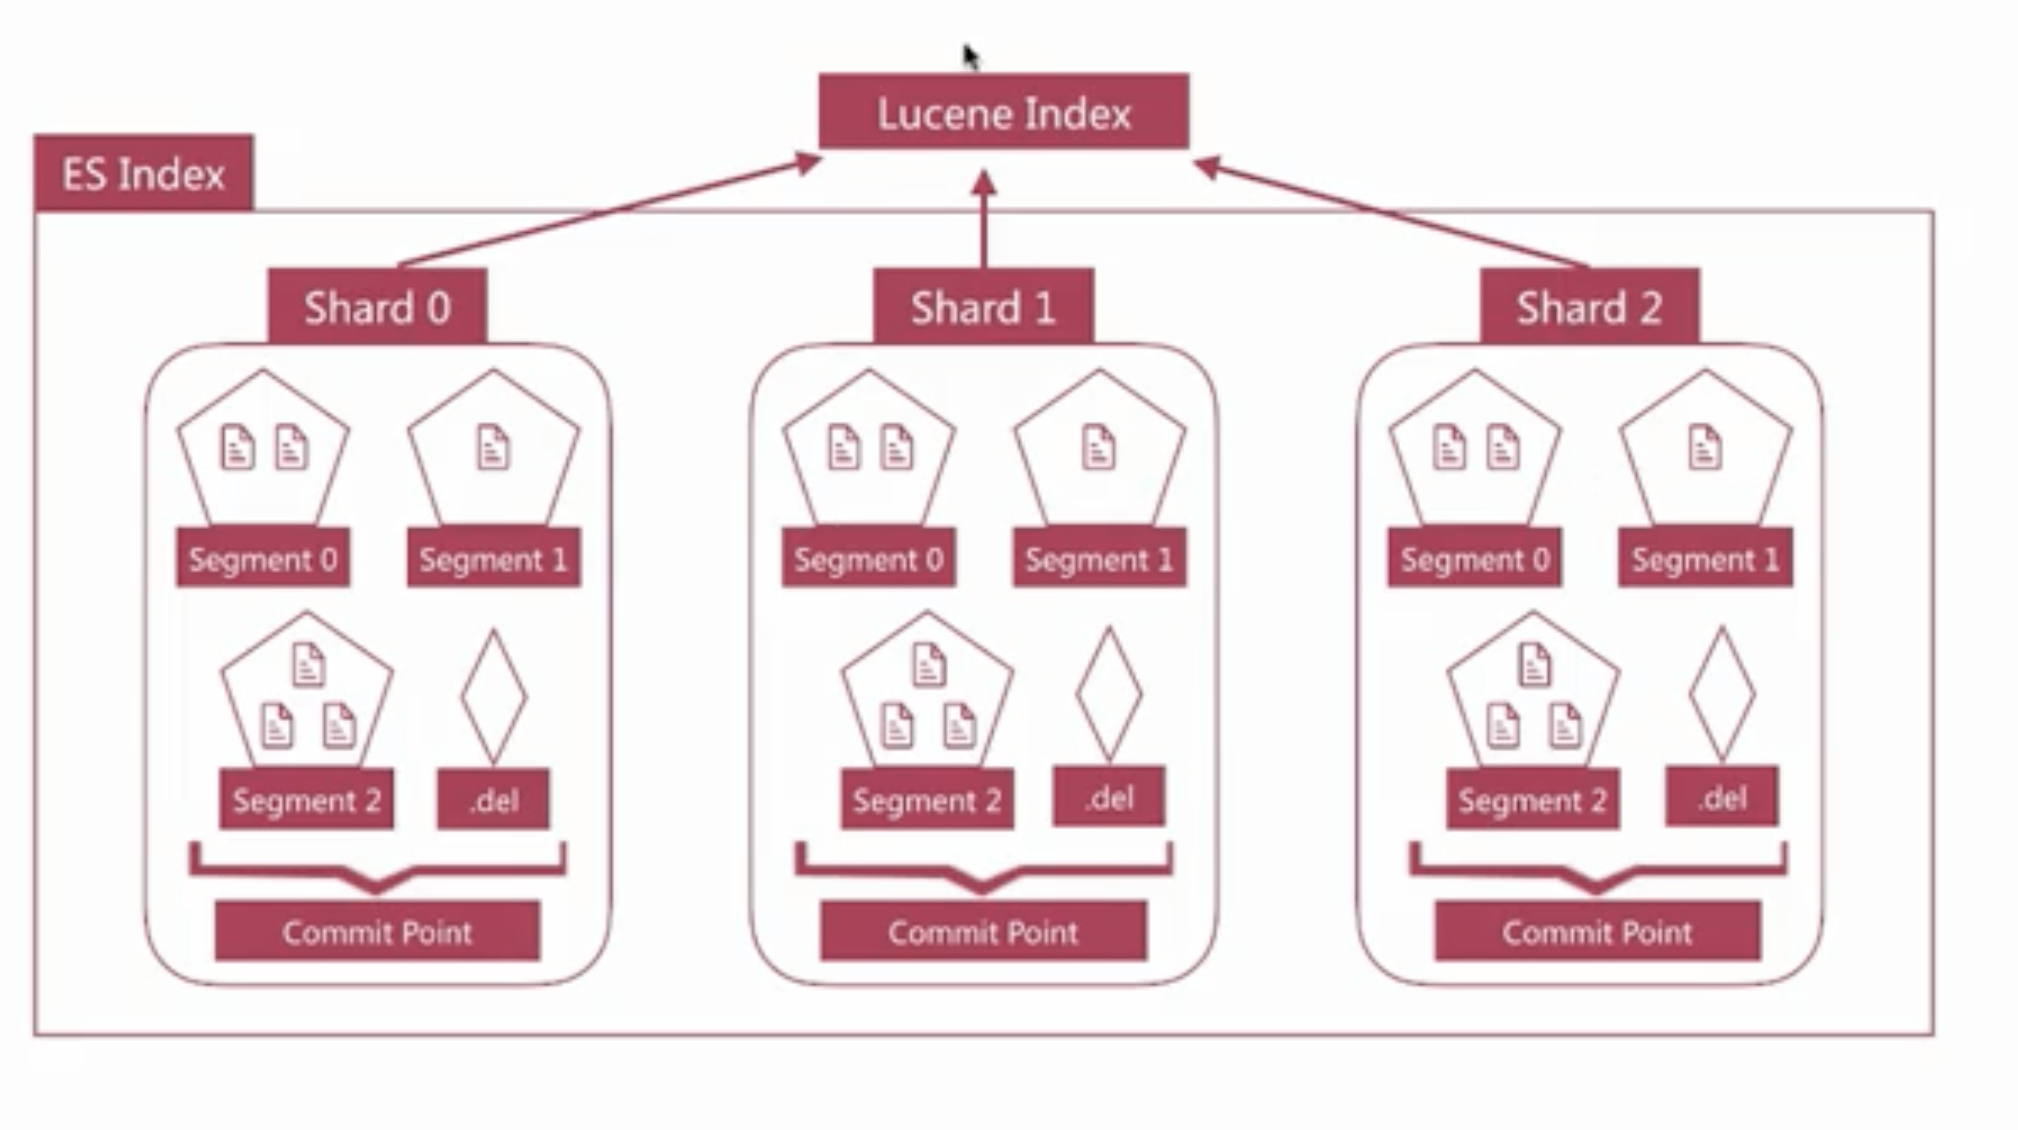 Lucene Index
ES Index
Shard 0
Shard 1
Shard 2
Segment 0
Segment 1
Segment 0
Segment 1
Segment 0
Segment 1
Segment 2
.del
Segment 2
.del
Segment 2
.del
Commit Point
Commit Point
Commit Point